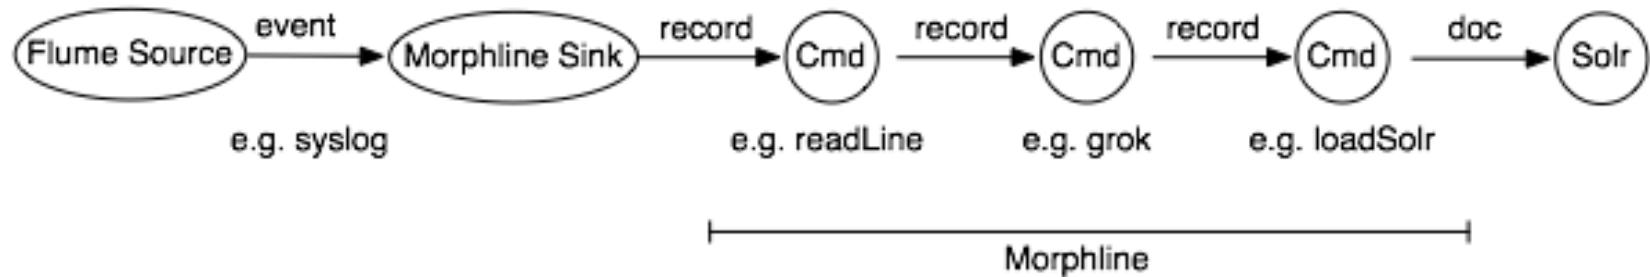 event record record record doc
Flume Source Morphline Sink Cmd Cmd Cmd Solr
e.g. syslog e.g. readLine e.g. grok e.g. loadSolr
Morphline